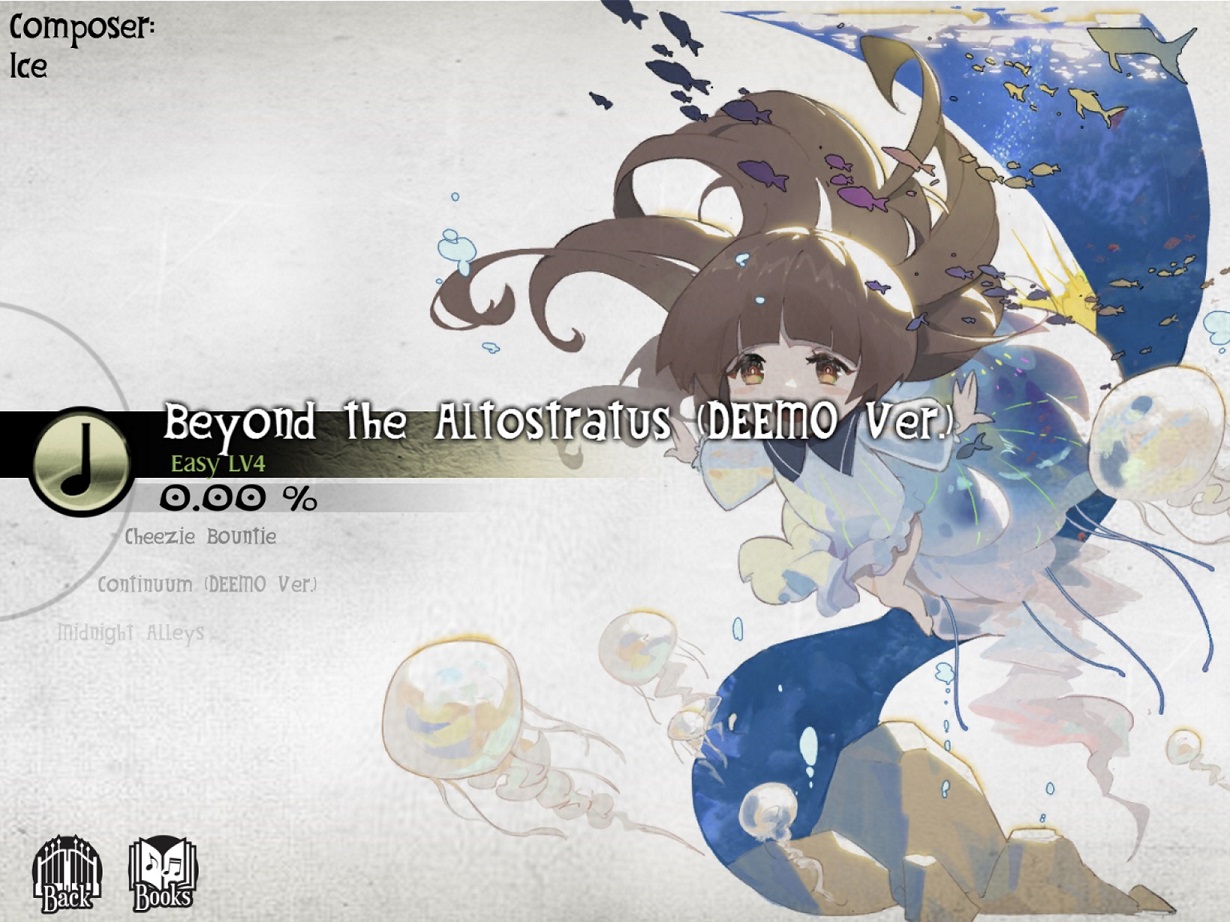 Composer:
Ice
Beyond the Altostratus (DEEMO Ver.)
Easy LV4
0.00 %
Cheezie Bountie
Continuum (DEEMO Ver.)
Midnight Alleys
Back
Books